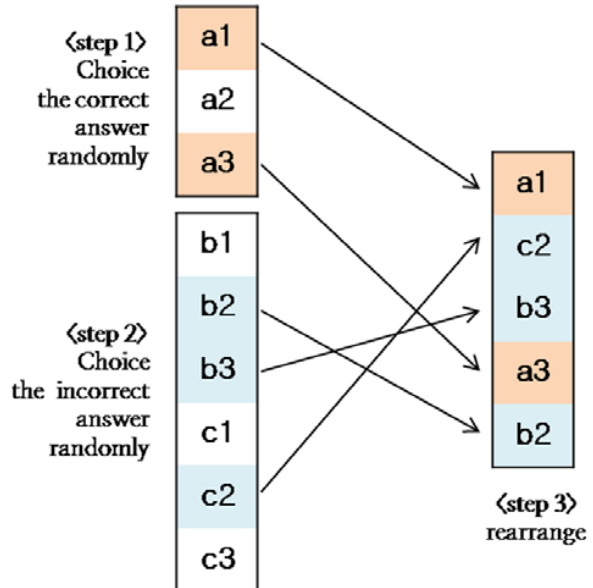 〈step 1〉
Choice
the correct
answer
randomly
a1
a2
a3
〈step 2〉
Choice
the incorrect
answer
randomly
b1
b2
b3
c1
c2
c3
a1
c2
b3
a3
b2
〈step 3〉
rearrange